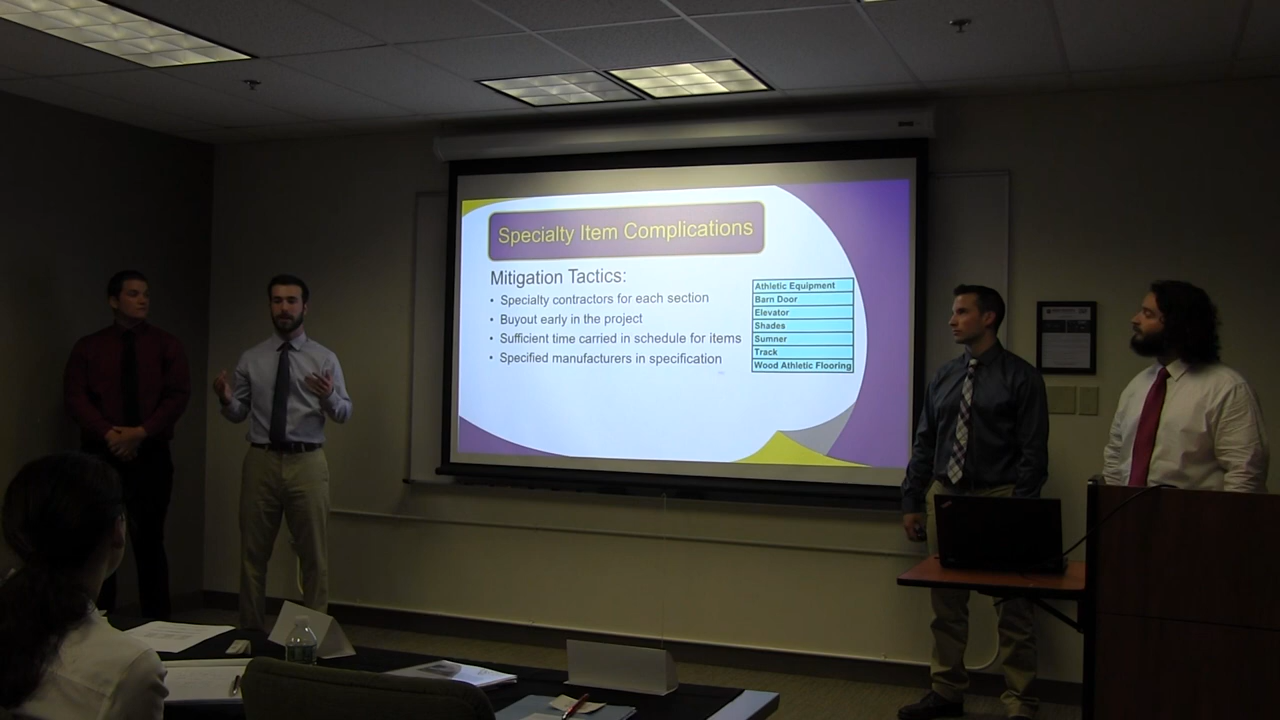 Specialty Item Complications
Mitigation Tactics:
• Specialty contractors for each section
• Buyout early in the project
• Sufficient time carried in schedule for items
• Specified manufacturers in specification
Athletic Equipment
Barn Door
Elevator
Shades
Sumner
Track
Wood Athletic Flooring